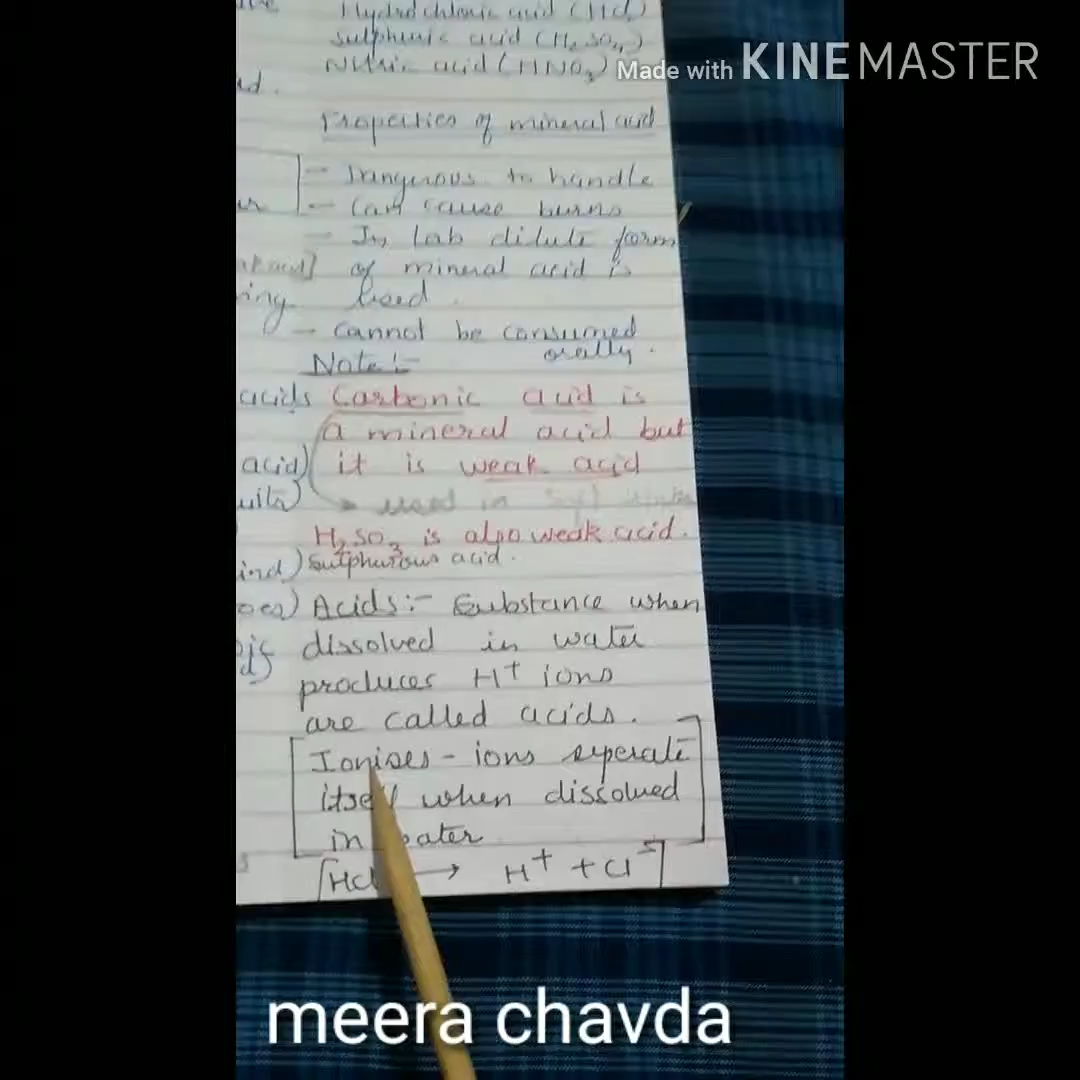 Hydrochloric acid (HCl)
Sulphuric acid (H₂SO₄)
Nitric acid (HNO₃)
Made with KINEMASTER
Properties of mineral acid
- Dangerous to handle
- Can cause burns
- In lab dilute form
of mineral acid is
used.
- cannot be consumed
orally.
Note:-
acids Carbonic acid is
a mineral acid but
acid) it is weak acid
used in
H₂SO₃ is also weak acid.
Sulphurous acid.
Acids:- Substance when
dissolved in water
produces H⁺ ions
are called acids.
Ionises - ions seperate
itself when dissolved
in water
HCl → H⁺ + Cl⁻
meera chavda